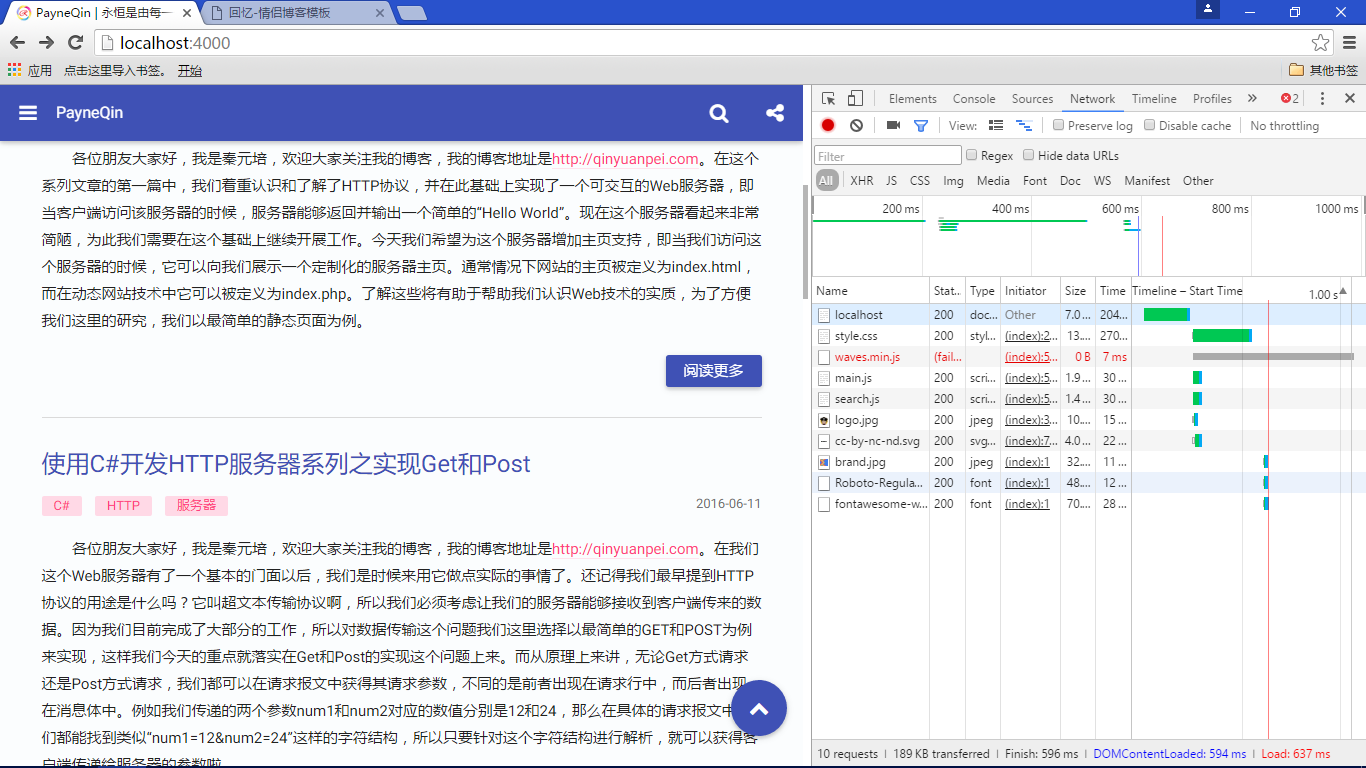 PayneQin | 永恒是由每一
回忆-情侣博客模板
localhost:4000
应用 点击这里导入书签。 开始
其他书签
PayneQin
各位朋友大家好，我是秦元培，欢迎大家关注我的博客，我的博客地址是http://qinyuanpei.com。在这个
系列文章的第一篇中，我们着重认识和了解了HTTP协议，并在此基础上实现了一个可交互的Web服务器，即
当客户端访问该服务器的时候，服务器能够返回并输出一个简单的“Hello World”。现在这个服务器看起来非常
简陋，为此我们需要在这个基础上继续开展工作。今天我们希望为这个服务器增加主页支持，即当我们访问这
个服务器的时候，它可以向我们展示一个定制化的服务器主页。通常情况下网站的主页被定义为index.html，
而在动态网站技术中它可以被定义为index.php。了解这些将有助于帮助我们认识Web技术的实质，为了方便
我们这里的研究，我们以最简单的静态页面为例。
阅读更多
使用C#开发HTTP服务器系列之实现Get和Post
C# HTTP 服务器 2016-06-11
各位朋友大家好，我是秦元培，欢迎大家关注我的博客，我的博客地址是http://qinyuanpei.com。在我们
这个Web服务器有了一个基本的门面以后，我们是时候来用它做点实际的事情了。还记得我们最早提到HTTP
协议的用途是什么吗？它叫超文本传输协议啊，所以我们必须考虑让我们的服务器能够接收到客户端传来的数
据。因为我们目前完成了大部分的工作，所以对数据传输这个问题我们这里选择以最简单的GET和POST为例
来实现，这样我们今天的重点就落实在Get和Post的实现这个问题上来。而从原理上来讲，无论Get方式请求
还是Post方式请求，我们都可以在请求报文中获得其请求参数，不同的是前者出现在请求行中，而后者出现
在消息体中。例如我们传递的两个参数num1和num2对应的数值分别是12和24，那么在具体的请求报文中
们都能找到类似“num1=12&num2=24”这样的字符结构，所以只要针对这个字符结构进行解析，就可以获得客
户端传递给服务器的参数啦
Elements Console Sources Network Timeline Profiles » 2
View: Preserve log Disable cache No throttling
Filter Regex Hide data URLs
All XHR JS CSS Img Media Font Doc WS Manifest Other
200 ms 400 ms 600 ms 800 ms 1000 ms
Name Stat... Type Initiator Size Time Timeline – Start Time 1.00 s
localhost 200 doc... Other 7.0 ... 204...
style.css 200 styl... (index):2... 13.... 270...
waves.min.js (fail... (index):5... 0 B 7 ms
main.js 200 scri... (index):5... 1.9 ... 30 ...
search.js 200 scri... (index):5... 1.4 ... 30 ...
logo.jpg 200 jpeg (index):3... 10.... 15 ...
cc-by-nc-nd.svg 200 svg... (index):7... 4.0 ... 22 ...
brand.jpg 200 jpeg (index):1 32.... 11 ...
Roboto-Regula... 200 font (index):1 48.... 12 ...
fontawesome-w... 200 font (index):1 70.... 28 ...
10 requests | 189 KB transferred | Finish: 596 ms | DOMContentLoaded: 594 ms | Load: 637 ms